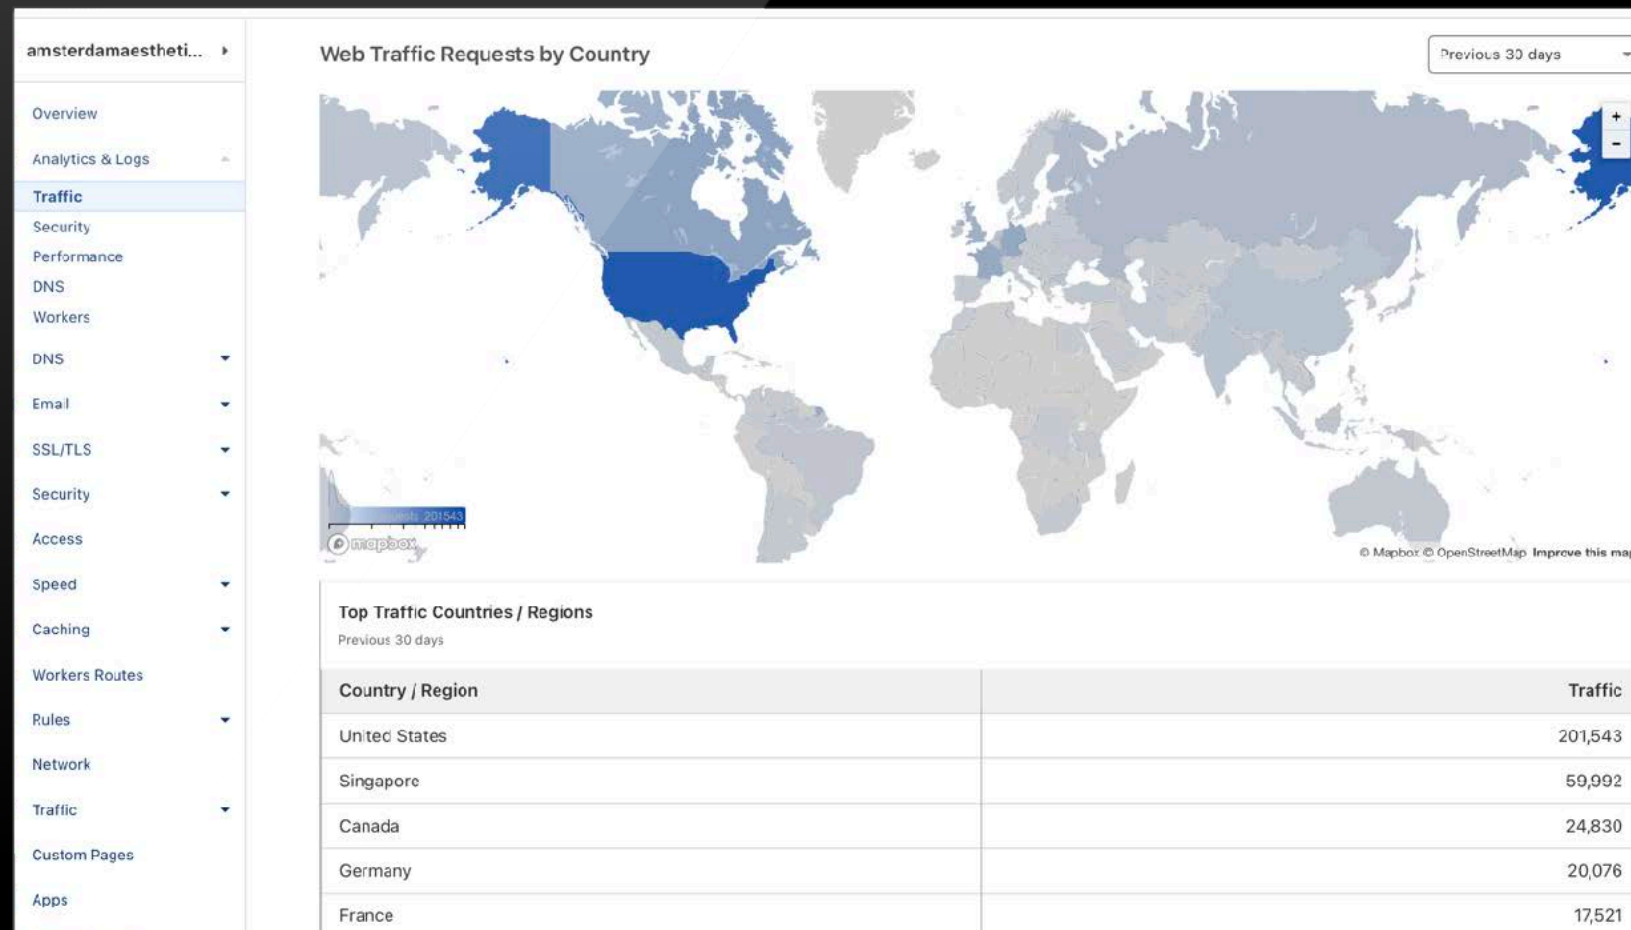 amsterdamaestheti...
Overview
Analytics & Logs
Traffic
Security
Performance
DNS
Workers
DNS
Email
SSL/TLS
Security
Access
Speed
Caching
Workers Routes
Rules
Network
Traffic
Custom Pages
Apps
Web Traffic Requests by Country
Previous 30 days
+
-
201543
mapbox
© Mapbox © OpenStreetMap Improve this map
Top Traffic Countries / Regions
Previous 30 days
Country / Region Traffic
United States 201,543
Singapore 59,992
Canada 24,830
Germany 20,076
France 17,521